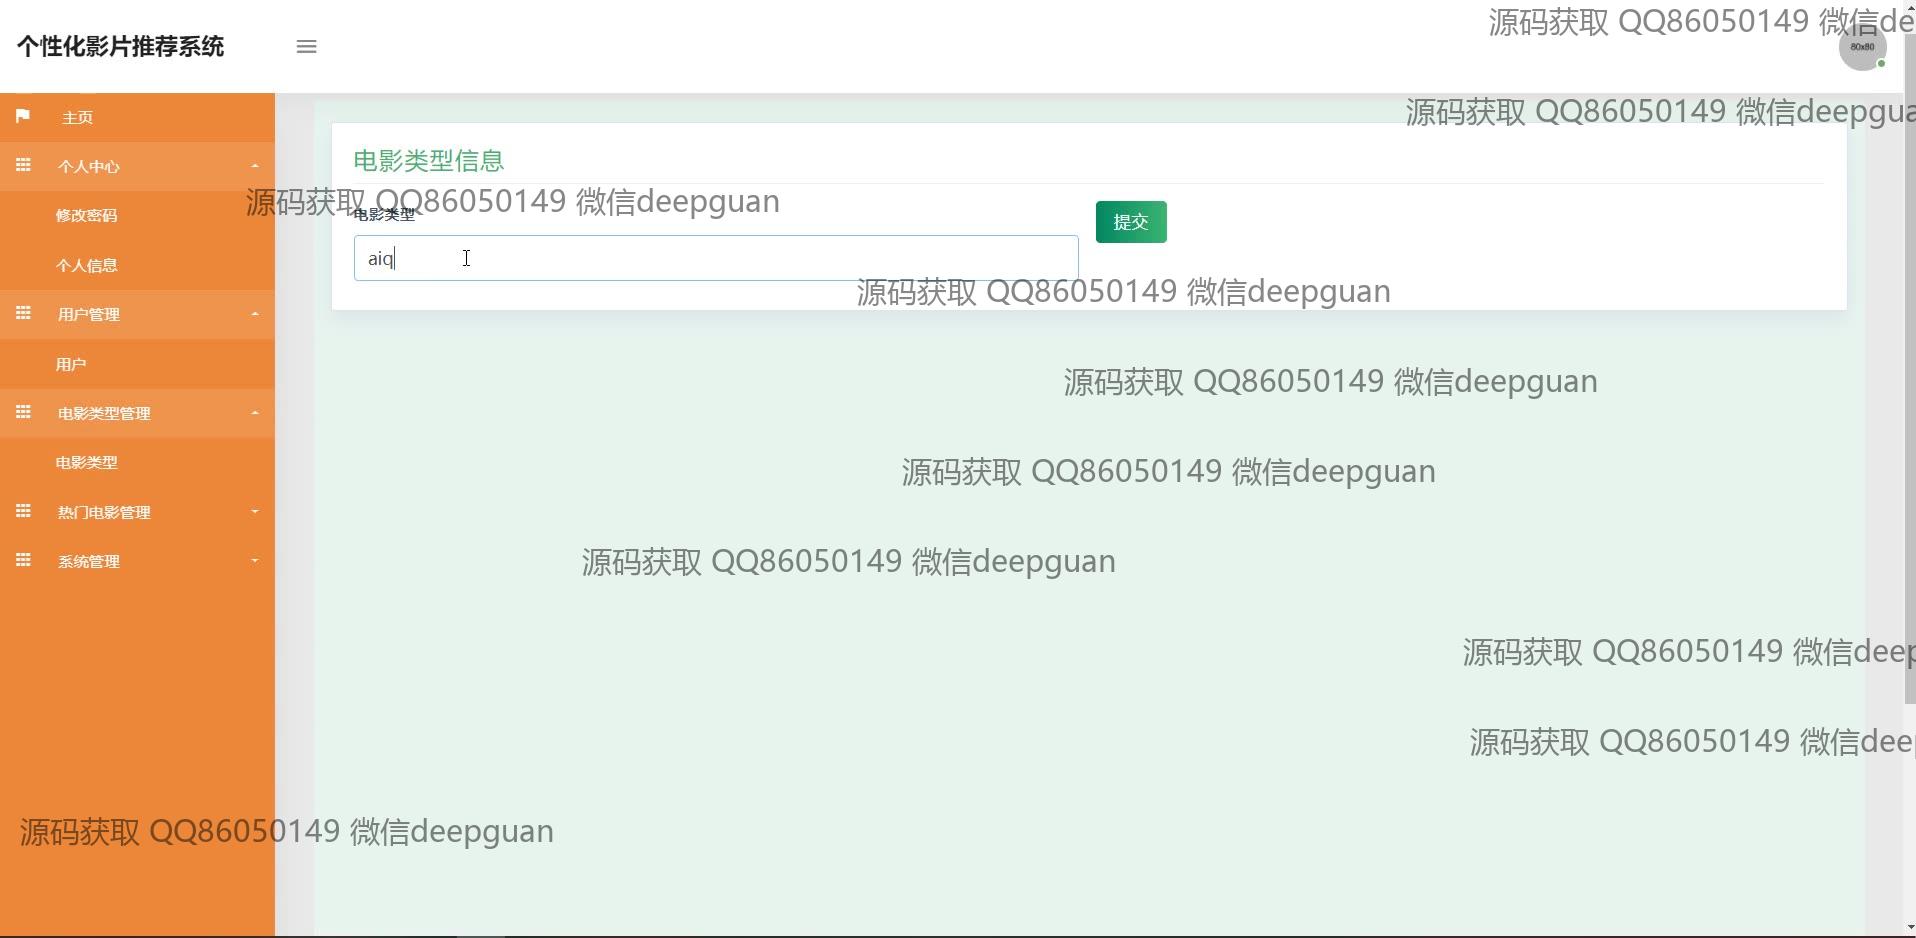 源码获取 QQ86050149 微信de
个性化影片推荐系统
80x80
源码获取 QQ86050149 微信deepgua
主页
电影类型信息
个人中心
源码获取 QQ86050149 微信deepguan
电影类型
提交
修改密码
aiq
个人信息
源码获取 QQ86050149 微信deepguan
用户管理
用户
源码获取 QQ86050149 微信deepguan
电影类型管理
电影类型
源码获取 QQ86050149 微信deepguan
热门电影管理
系统管理
源码获取 QQ86050149 微信deepguan
源码获取 QQ86050149 微信deep
源码获取 QQ86050149 微信dee
源码获取 QQ86050149 微信deepguan